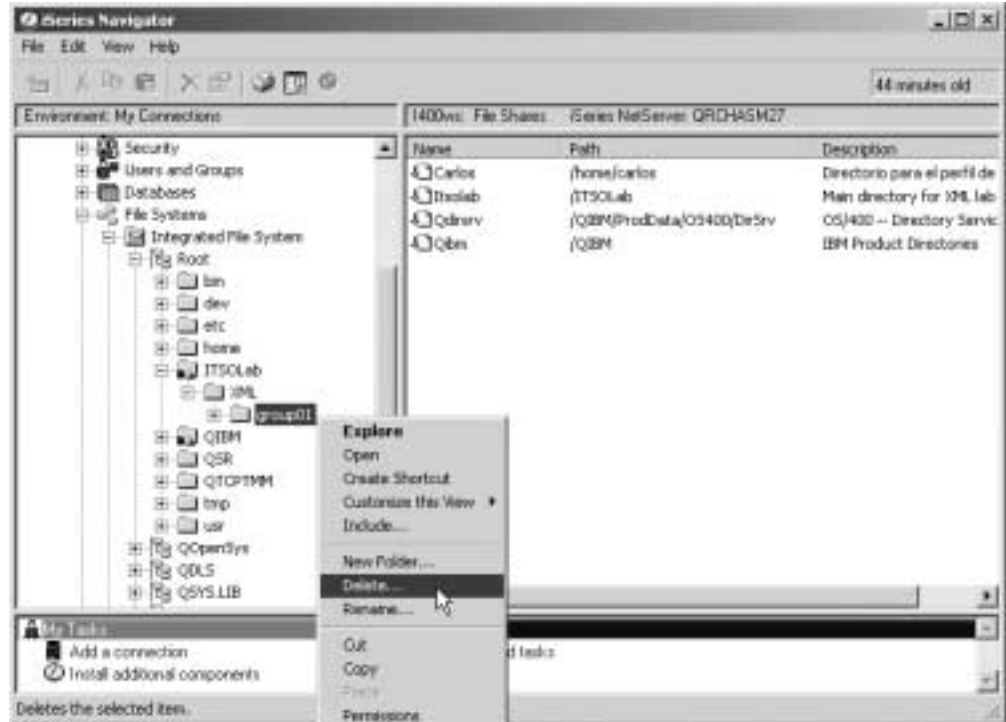 iSeries Navigator
File Edit View Help
44 minutes old
Environment: My Connections
I400ws: File Shares iSeries NetServer: QRCHASM27
Security
Users and Groups
Databases
File Systems
Integrated File System
Root
bin
dev
etc
home
ITSOLab
XML
group01
QIBM
QSR
QTCPTMM
tmp
usr
QOpenSys
QDLS
QSYS.LIB
Name Path Description
Carlos /home/carlos Directorio para el perfil de
Itsolab /ITSOLab Main directory for XML lab
Qdirsrv /QIBM/ProdData/OS400/DirSrv OS/400 -- Directory Servic
Qibm /QIBM IBM Product Directories
Explore
Open
Create Shortcut
Customize this View
Include...
New Folder...
Delete...
Rename...
Cut
Copy
Paste
Permissions
My Tasks
Add a connection
Install additional components
d tasks
Deletes the selected item.